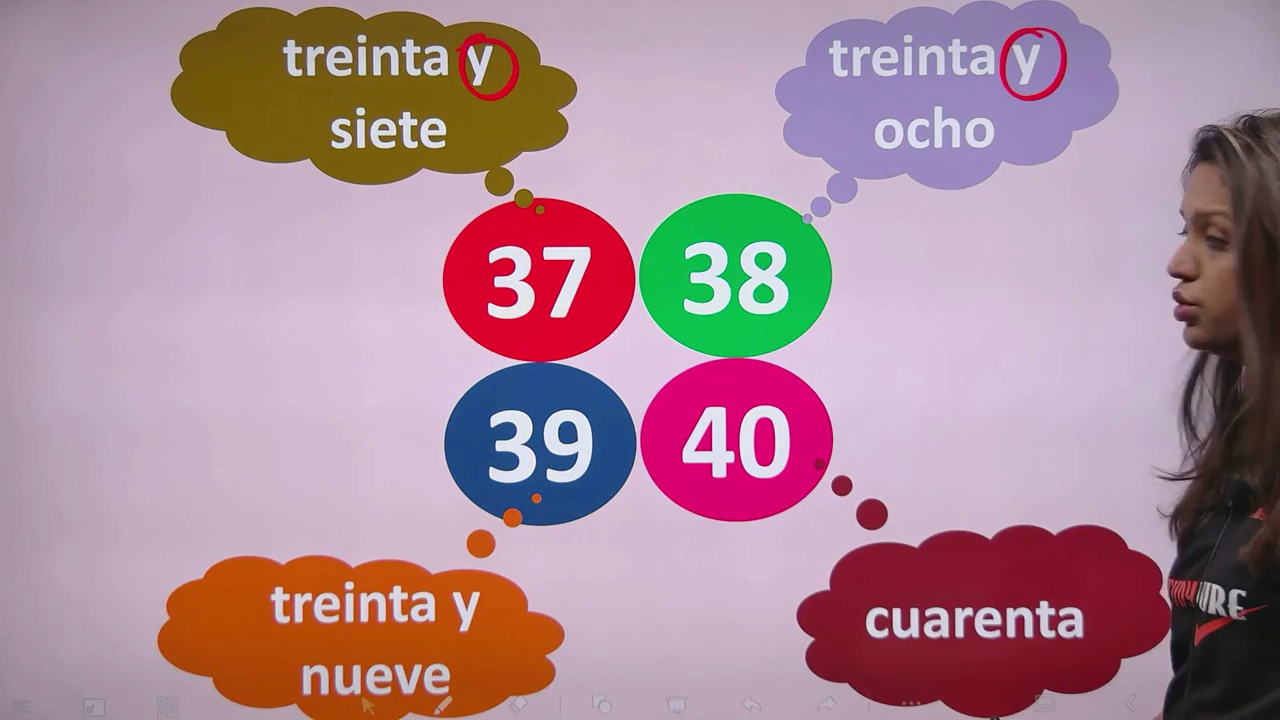 treinta y
siete
treinta y
ocho
37
38
39
40
treinta y
nueve
cuarenta